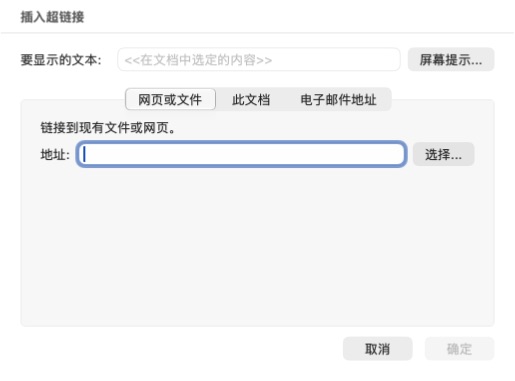 插入超链接
要显示的文本: <<在文档中选定的内容>> 屏幕提示...
网页或文件 此文档 电子邮件地址
链接到现有文件或网页。
地址: 选择...
取消 确定